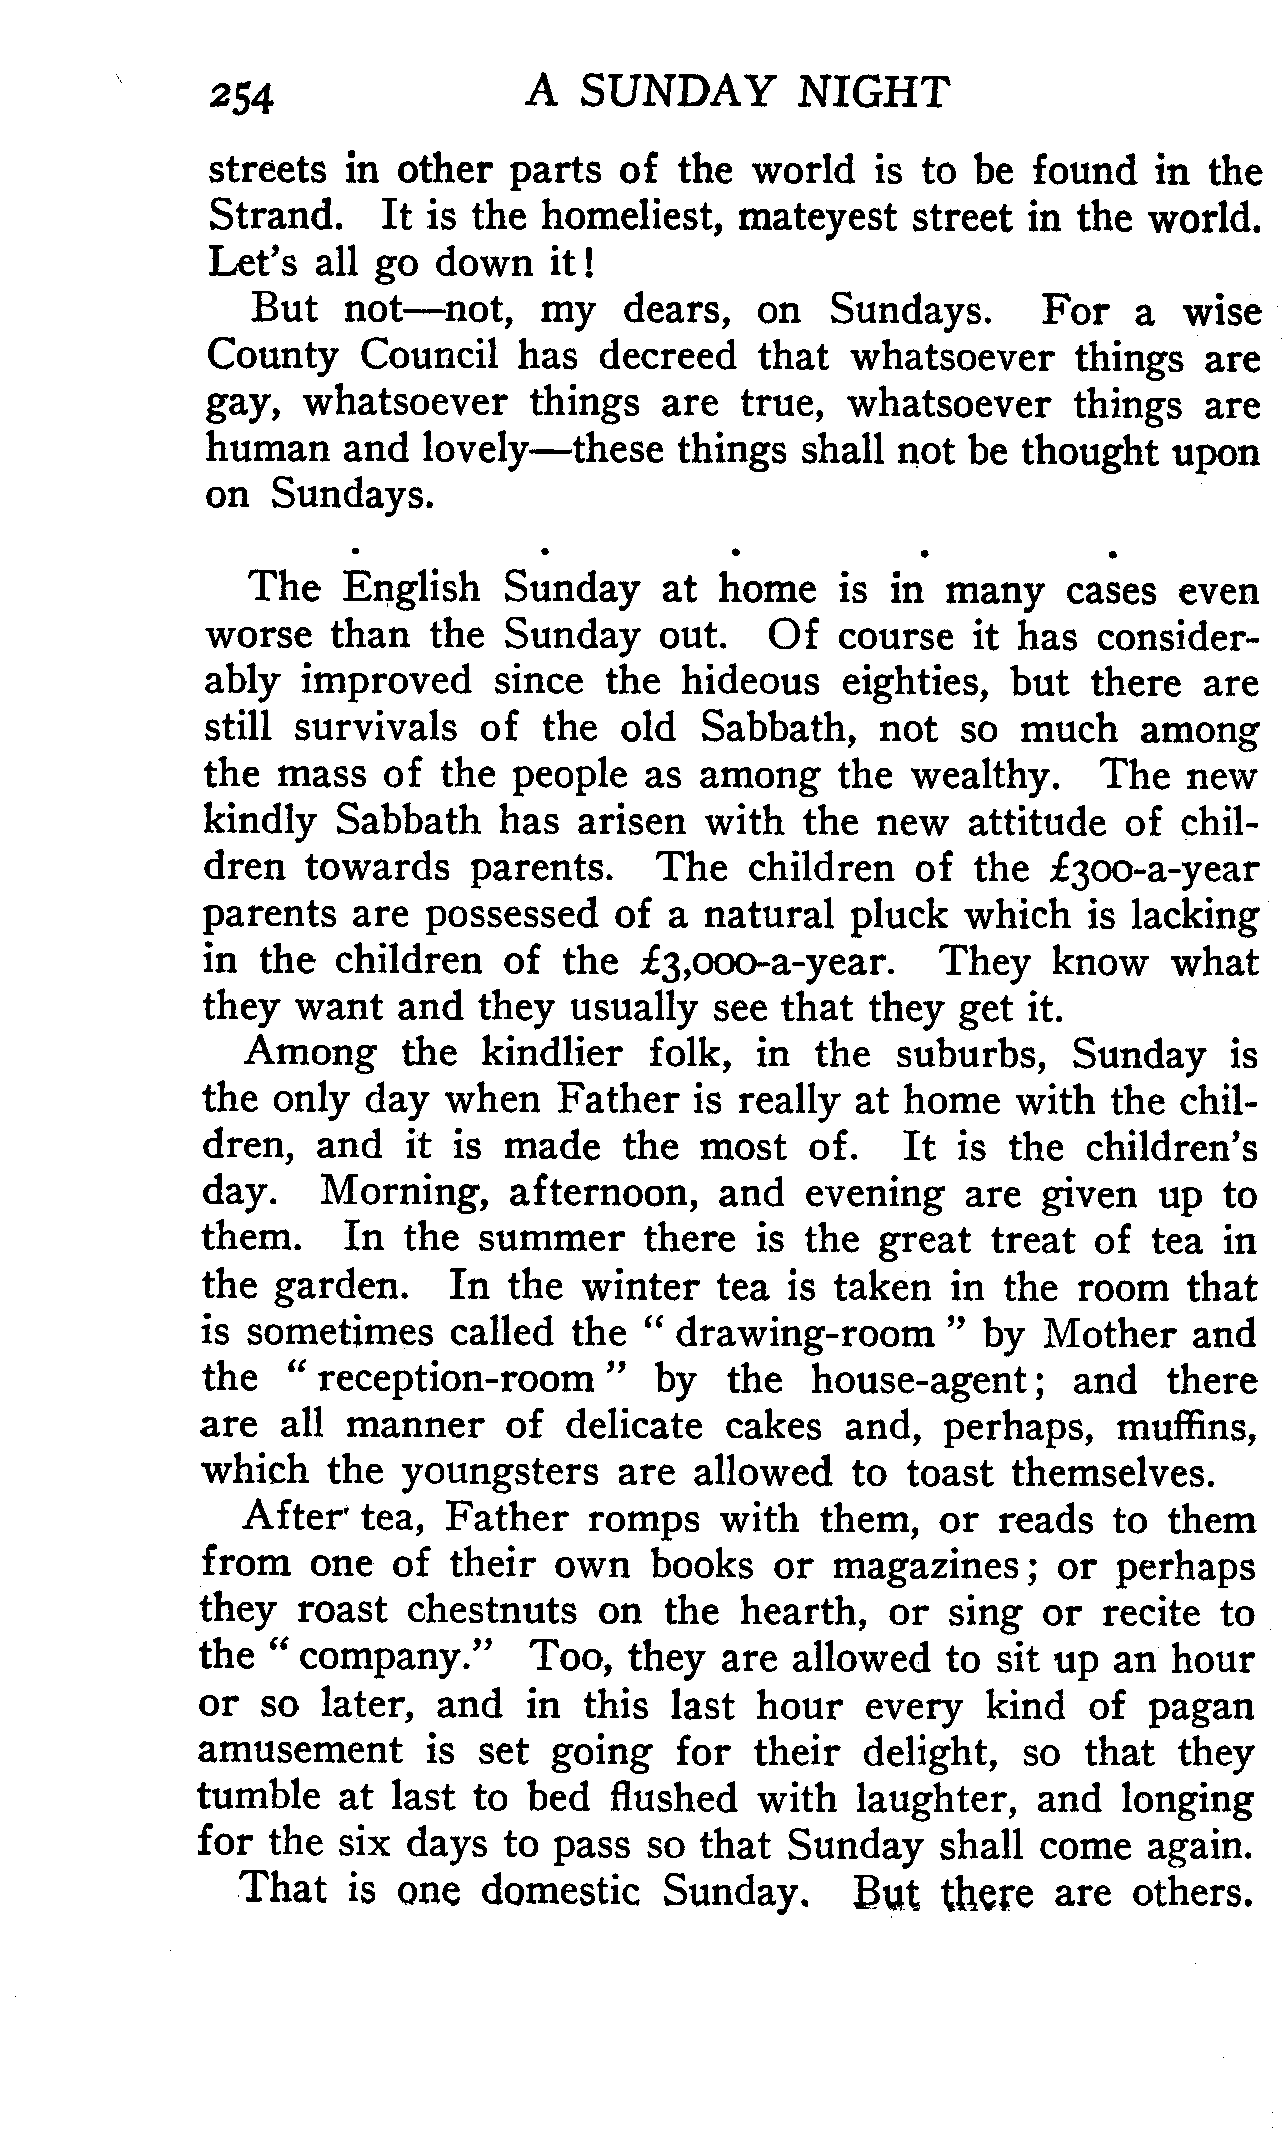 254 A SUNDAY NIGHT
streets in other parts of the world is to be found in the
Strand. It is the homeliest, mateyest street in the world.
Let's all go down it!
But not—not, my dears, on Sundays. For a wise
County Council has decreed that whatsoever things are
gay, whatsoever things are true, whatsoever things are
human and lovely—these things shall not be thought upon
on Sundays.
. . . . .
The English Sunday at home is in many cases even
worse than the Sunday out. Of course it has consider-
ably improved since the hideous eighties, but there are
still survivals of the old Sabbath, not so much among
the mass of the people as among the wealthy. The new
kindly Sabbath has arisen with the new attitude of chil-
dren towards parents. The children of the £300-a-year
parents are possessed of a natural pluck which is lacking
in the children of the £3,000-a-year. They know what
they want and they usually see that they get it.
Among the kindlier folk, in the suburbs, Sunday is
the only day when Father is really at home with the chil-
dren, and it is made the most of. It is the children's
day. Morning, afternoon, and evening are given up to
them. In the summer there is the great treat of tea in
the garden. In the winter tea is taken in the room that
is sometimes called the " drawing-room " by Mother and
the " reception-room " by the house-agent; and there
are all manner of delicate cakes and, perhaps, muffins,
which the youngsters are allowed to toast themselves.
After tea, Father romps with them, or reads to them
from one of their own books or magazines; or perhaps
they roast chestnuts on the hearth, or sing or recite to
the " company." Too, they are allowed to sit up an hour
or so later, and in this last hour every kind of pagan
amusement is set going for their delight, so that they
tumble at last to bed flushed with laughter, and longing
for the six days to pass so that Sunday shall come again.
That is one domestic Sunday. But there are others.